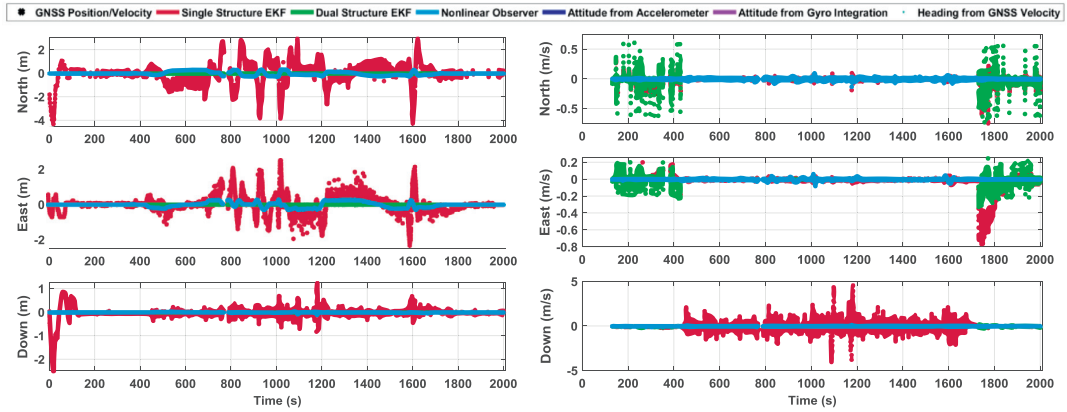 GNSS Position/Velocity Single Structure EKF Dual Structure EKF Nonlinear Observer Attitude from Accelerometer Attitude from Gyro Integration Heading from GNSS Velocity
North (m)
2
0
-2
-4
0 200 400 600 800 1000 1200 1400 1600 1800 2000
East (m)
2
0
-2
0 200 400 600 800 1000 1200 1400 1600 1800 2000
Down (m)
1
0
-1
-2
0 200 400 600 800 1000 1200 1400 1600 1800 2000
Time (s)
North (m/s)
0.5
0
-0.5
0 200 400 600 800 1000 1200 1400 1600 1800 2000
East (m/s)
0.2
0
-0.2
-0.4
-0.6
-0.8
0 200 400 600 800 1000 1200 1400 1600 1800 2000
Down (m/s)
5
0
-5
0 200 400 600 800 1000 1200 1400 1600 1800 2000
Time (s)